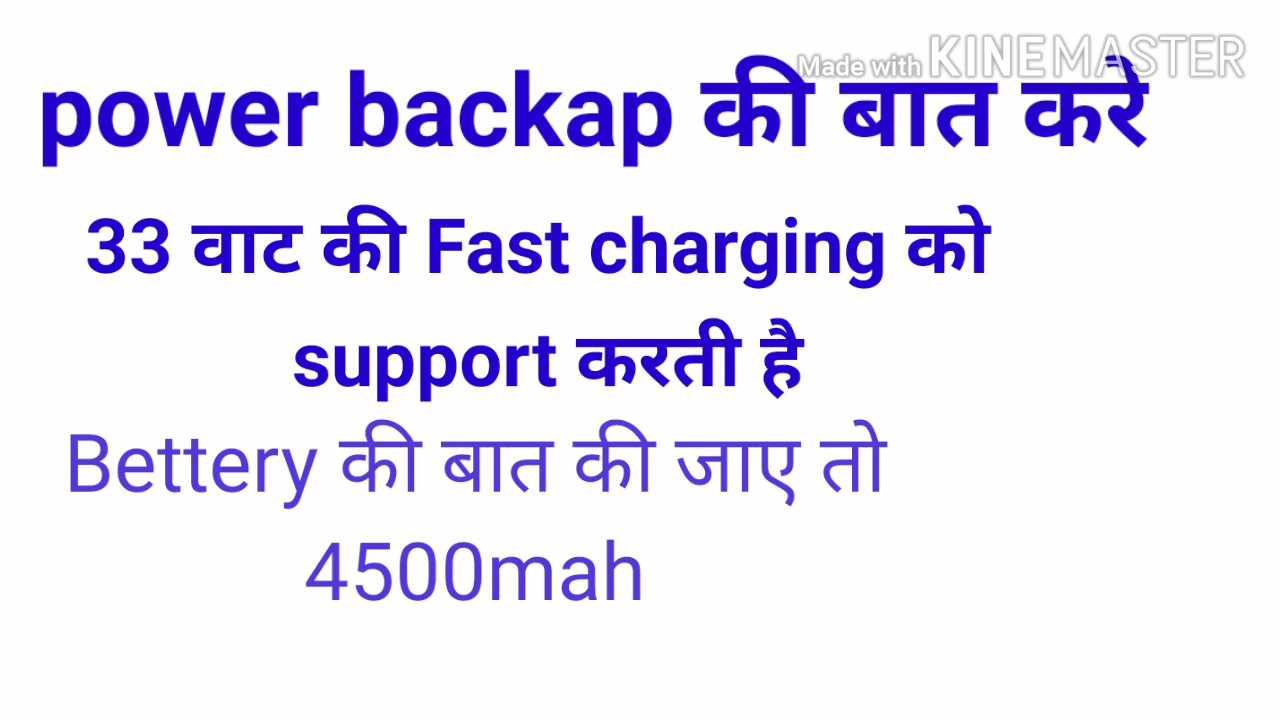 Made with KINEMASTER
power backap की बात करे
33 वाट की Fast charging को
support करती है
Bettery की बात की जाए तो
4500mah